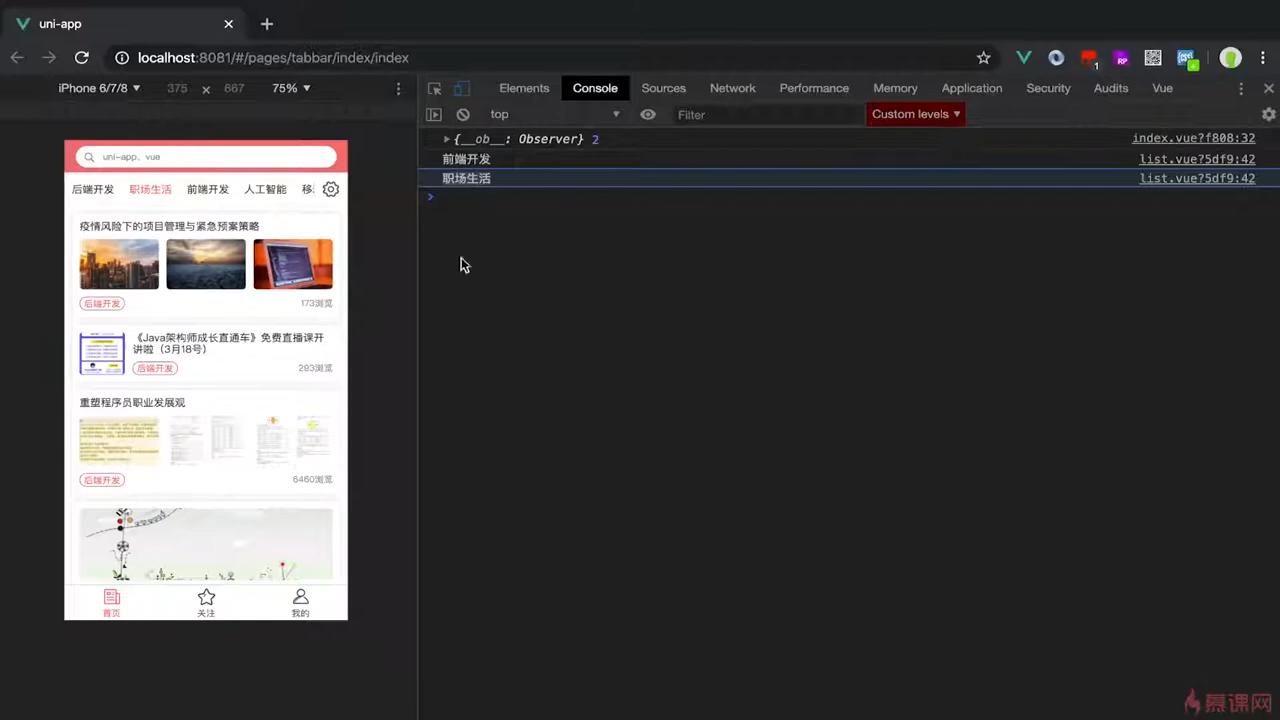 uni-app
localhost:8081/#/pages/tabbar/index/index
1
RP
iPhone 6/7/8 ▼ 375 × 667 75% ▼
Elements Console Sources Network Performance Memory Application Security Audits Vue
top ▼ Filter Custom levels ▼
▶ {__ob__: Observer} 2 index.vue?f808:32
前端开发 list.vue?5df9:42
职场生活 list.vue?5df9:42
uni-app、vue
后端开发 职场生活 前端开发 人工智能 移
疫情风险下的项目管理与紧急预案策略
后端开发 173浏览
《Java架构师成长直通车》免费直播课开
讲啦（3月18号）
后端开发 293浏览
重塑程序员职业发展观
后端开发 6460浏览
首页 关注 我的
慕课网